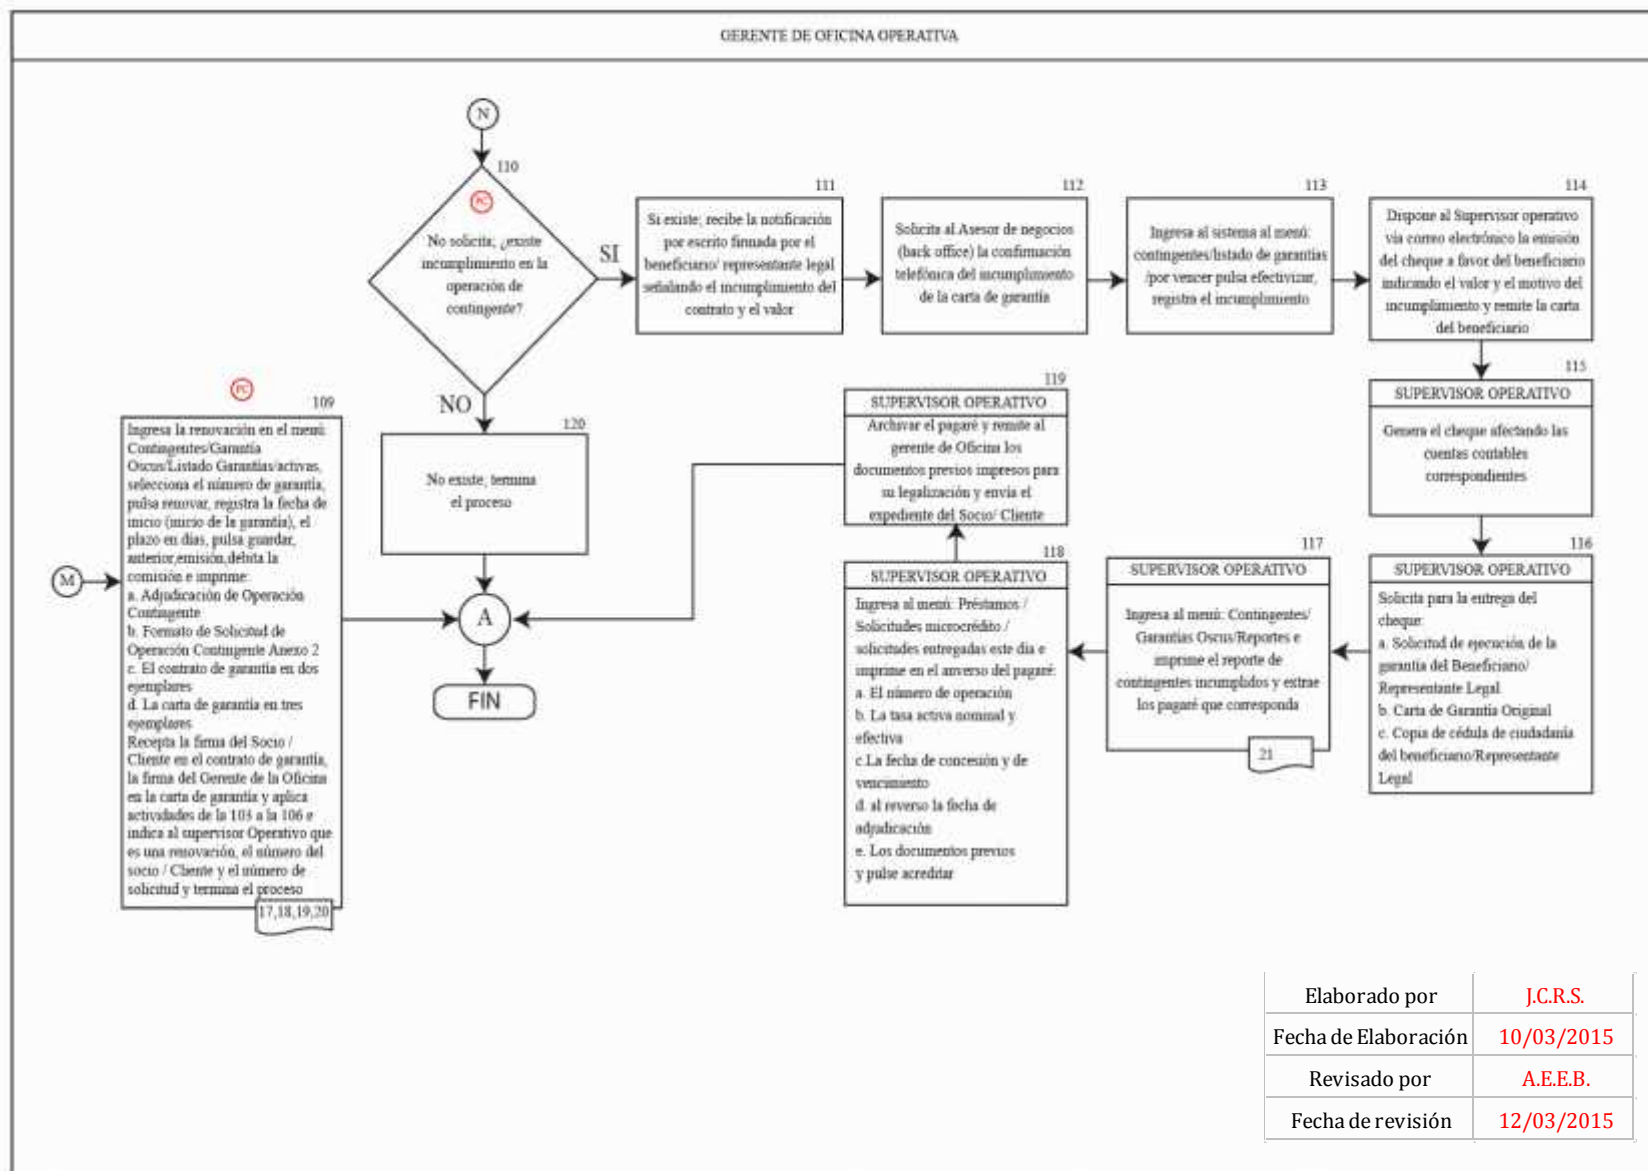 GERENTE DE OFICINA OPERATIVA
N
110
PC
No solicita; ¿existe
incumplimiento en la
operación de
contingente?
SI
NO
111
Si existe; recibe la notificación
por escrito firmada por el
beneficiario/ representante legal
señalando el incumplimiento del
contrato y el valor
112
Solicita al Asesor de negocios
(back office) la confirmación
telefónica del incumplimiento
de la carta de garantía
113
Ingresa al sistema al menú:
contingentes/listado de garantías
/por vencer pulsa efectivizar,
registra el incumplimiento
114
Dispone al Supervisor operativo
vía correo electrónico la emisión
del cheque a favor del beneficiario
indicando el valor y el motivo del
incumplimiento y remite la carta
del beneficiario
115
SUPERVISOR OPERATIVO
Genera el cheque afectando las
cuentas contables
correspondientes
116
SUPERVISOR OPERATIVO
Solicita para la entrega del
cheque:
a. Solicitud de ejecución de la
garantía del Beneficiario/
Representante Legal
b. Carta de Garantía Original
c. Copia de cédula de ciudadanía
del beneficiario/Representante
Legal
117
SUPERVISOR OPERATIVO
Ingresa al menú: Contingentes/
Garantías Oscus/Reportes e
imprime el reporte de
contingentes incumplidos y extrae
los pagaré que corresponda
21
118
SUPERVISOR OPERATIVO
Ingresa al menú: Préstamos /
Solicitudes microcrédito /
solicitudes entregadas este día e
imprime en el anverso del pagaré:
a. El número de operación
b. La tasa activa nominal y
efectiva
c.La fecha de concesión y de
vencimiento
d. al reverso la fecha de
adjudicación
e. Los documentos previos
y pulse acreditar
119
SUPERVISOR OPERATIVO
Archivar el pagaré y remite al
gerente de Oficina los
documentos previos impresos para
su legalización y envía el
expediente del Socio/ Cliente
120
No existe, termina
el proceso
A
FIN
M
PC
109
Ingresa la renovación en el menú:
Contingentes/Garantía
Oscus/Listado Garantías/activas,
selecciona el número de garantía,
pulsa renovar, registra la fecha de
inicio (inicio de la garantía), el
plazo en días, pulsa guardar,
anterior,emisión,debita la
comisión e imprime:
a. Adjudicación de Operación
Contingente
b. Formato de Solicitud de
Operación Contingente Anexo 2
c. El contrato de garantía en dos
ejemplares
d. La carta de garantía en tres
ejemplares
Recepta la firma del Socio /
Cliente en el contrato de garantía,
la firma del Gerente de la Oficina
en la carta de garantía y aplica
actividades de la 103 a la 106 e
indica al supervisor Operativo que
es una renovación, el número del
socio / Cliente y el número de
solicitud y termina el proceso
17,18,19,20
Elaborado por J.C.R.S.
Fecha de Elaboración 10/03/2015
Revisado por A.E.E.B.
Fecha de revisión 12/03/2015